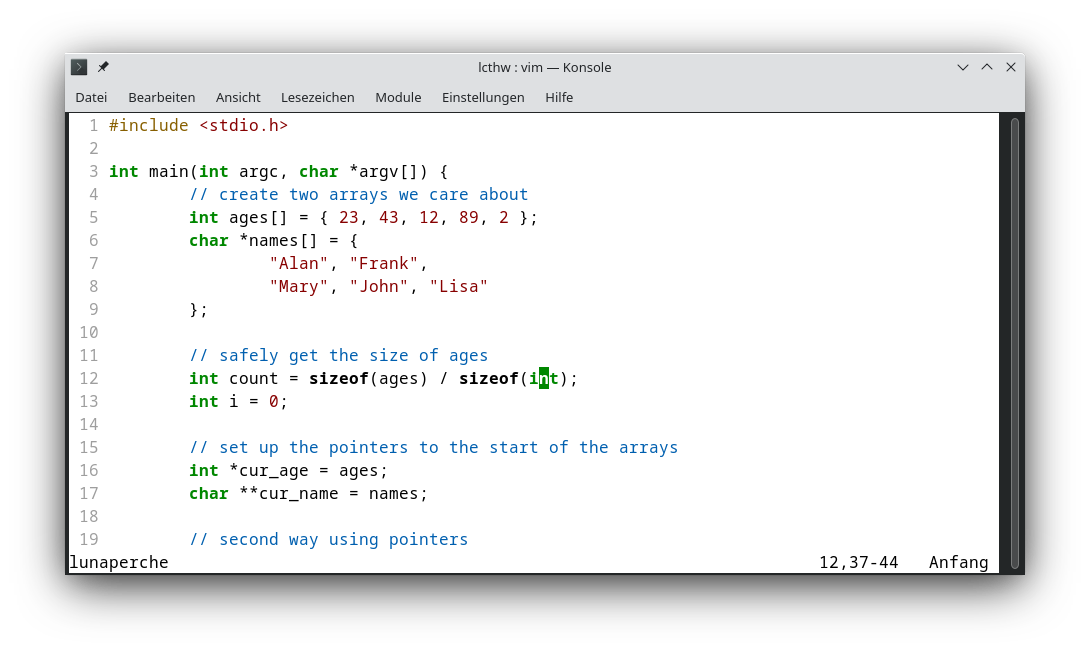 lcthw : vim — Konsole
Datei Bearbeiten Ansicht Lesezeichen Module Einstellungen Hilfe
1 #include <stdio.h>
2
3 int main(int argc, char *argv[]) {
4         // create two arrays we care about
5         int ages[] = { 23, 43, 12, 89, 2 };
6         char *names[] = {
7                 "Alan", "Frank",
8                 "Mary", "John", "Lisa"
9         };
10
11         // safely get the size of ages
12         int count = sizeof(ages) / sizeof(int);
13         int i = 0;
14
15         // set up the pointers to the start of the arrays
16         int *cur_age = ages;
17         char **cur_name = names;
18
19         // second way using pointers
lunaperche 12,37-44 Anfang